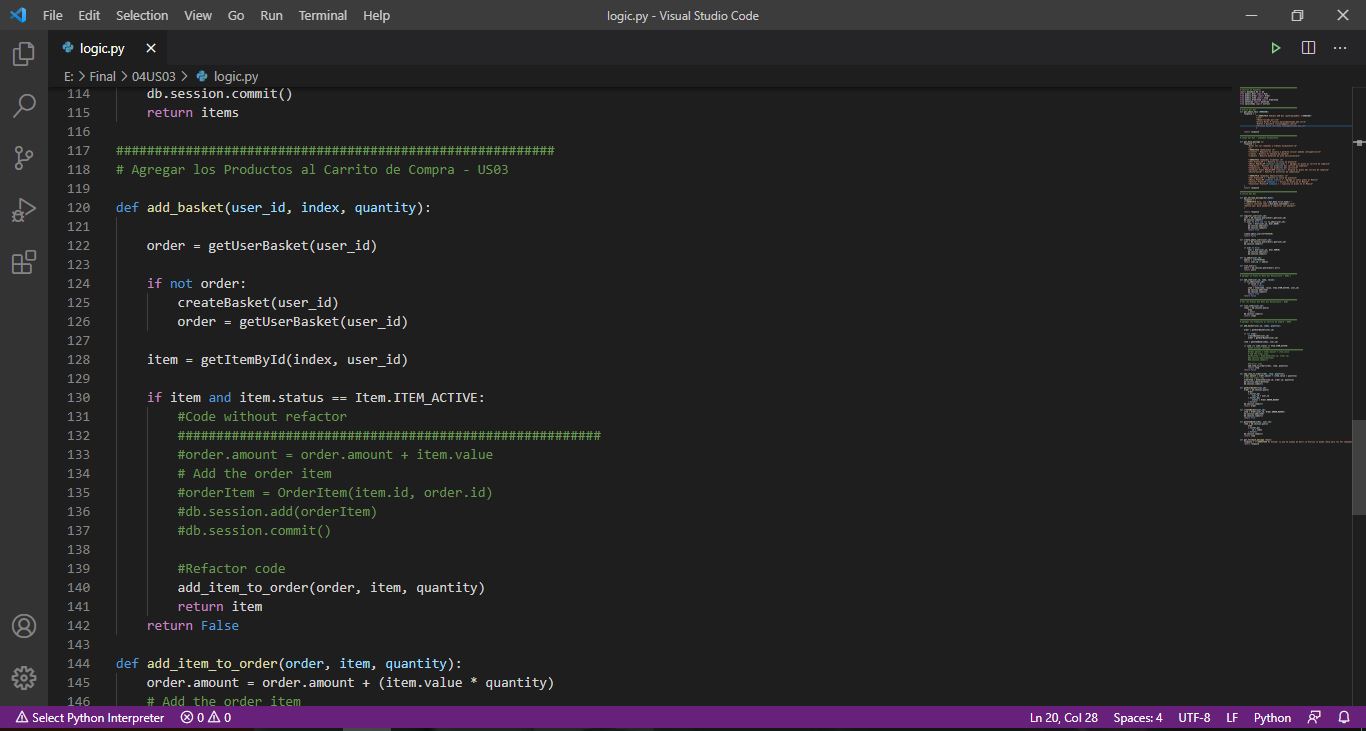 File Edit Selection View Go Run Terminal Help logic.py - Visual Studio Code
logic.py
E: > Final > 04US03 > logic.py
114 db.session.commit()
115 return items
116
117 #########################################################
118 # Agregar los Productos al Carrito de Compra - US03
119
120 def add_basket(user_id, index, quantity):
121
122 order = getUserBasket(user_id)
123
124 if not order:
125 createBasket(user_id)
126 order = getUserBasket(user_id)
127
128 item = getItemById(index, user_id)
129
130 if item and item.status == Item.ITEM_ACTIVE:
131 #Code without refactor
132 #######################################################
133 #order.amount = order.amount + item.value
134 # Add the order item
135 #orderItem = OrderItem(item.id, order.id)
136 #db.session.add(orderItem)
137 #db.session.commit()
138
139 #Refactor code
140 add_item_to_order(order, item, quantity)
141 return item
142 return False
143
144 def add_item_to_order(order, item, quantity):
145 order.amount = order.amount + (item.value * quantity)
146 # Add the order item
Select Python Interpreter 0 0 Ln 20, Col 28 Spaces: 4 UTF-8 LF Python